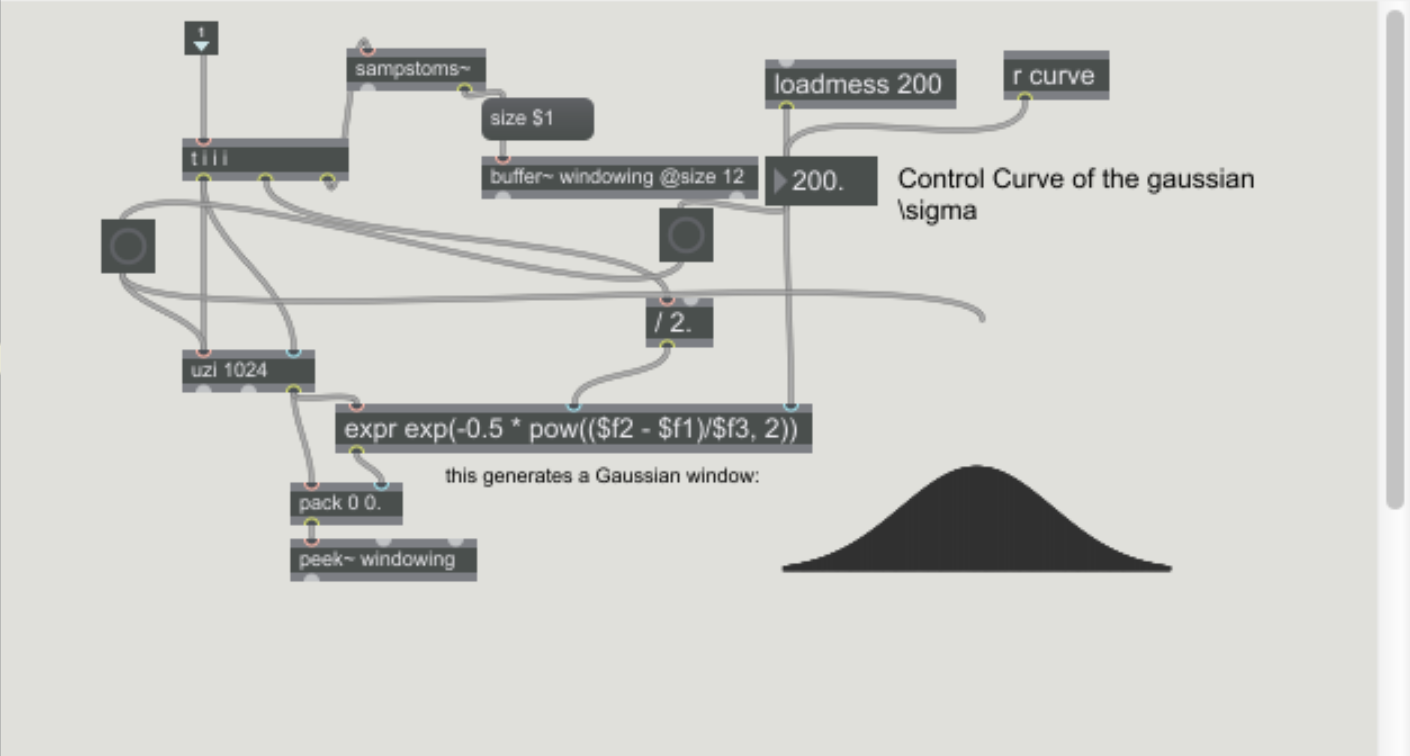 1
sampstoms~
loadmess 200
r curve
size $1
t i i i
buffer~ windowing @size 12
200.
Control Curve of the gaussian
\sigma
/ 2.
uzi 1024
expr exp(-0.5 * pow(($f2 - $f1)/$f3, 2))
this generates a Gaussian window:
pack 0 0.
peek~ windowing